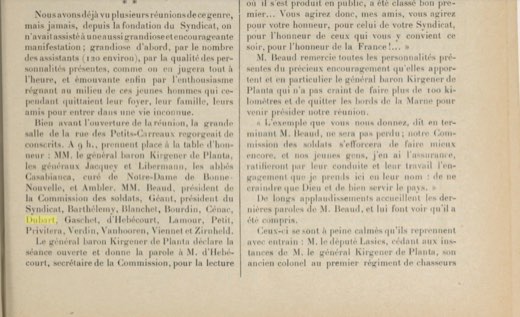 * *
Nous avons déjà vu plusieurs réunions de ce genre,
mais jamais, depuis la fondation du Syndicat, on
n'avait assisté à une aussi grandiose et encourageante
manifestation ; grandiose d'abord, par le nombre
des assistants (120 environ), par la qualité des per-
sonnalités présentes, comme on en jugera tout à
l'heure, et émouvante enfin par l'enthousiasme
régnant au milieu de ces jeunes hommes qui ce-
pendant quittaient leur foyer, leur famille, leurs
amis pour entrer dans une vie inconnue.
Bien avant l'ouverture de la réunion, la grande
salle de la rue des Petits-Carreaux regorgeait de
conscrits. A 9 h., prennent place à la table d'hon-
neur : MM. le général baron Kirgener de Planta,
les généraux Jacquey et Libermann, les abbés
Casabianca, curé de Notre-Dame de Bonne-
Nouvelle, et Ambler. MM. Beaud, président de
la Commission des soldats, Géant, président du
Syndicat, Barthélemy, Blanchet, Bourdin, Cénac,
Dubart, Gaschet, d'Hébecourt, Lamour, Petit,
Privitera, Verdin, Vanhooren, Viennet et Zirnheld.
Le général baron Kirgener de Planta déclare la
séance ouverte et donne la parole à M. d'Hébé-
court, secrétaire de la Commission, pour la lecture
où il s'est produit en public, a été classé bon pre-
mier... Vous agirez donc, mes amis, vous agirez
pour votre honneur, pour celui de votre Syndicat,
pour l'honneur de ceux qui vous y convient ce
soir, pour l'honneur de la France !... »
M. Beaud remercie toutes les personnalités pré-
sentes du précieux encouragement qu'elles appor-
tent et en particulier le général baron Kirgener de
Planta qui n'a pas craint de faire plus de 100 ki-
lomètres et de quitter les bords de la Marne pour
venir présider notre réunion.
« L'exemple que vous nous donnez, dit en ter-
minant M. Beaud, ne sera pas perdu ; notre Com-
mission des soldats s'efforcera de faire mieux
encore, et nos jeunes gens, j'en ai l'assurance,
ratifieront par leur conduite et leur travail l'en-
gagement que je prends ici en leur nom : de ne
craindre que Dieu et de bien servir le pays. »
De longs applaudissements accueillent les der-
nières paroles de M. Beaud, et lui font voir qu'il a
été compris.
Ceux-ci se sont à peine calmés qu'ils reprennent
avec entrain : M. le député Lasies, cédant aux ins-
tances de M. le général Kirgener de Planta, son
ancien colonel au premier régiment de chasseurs